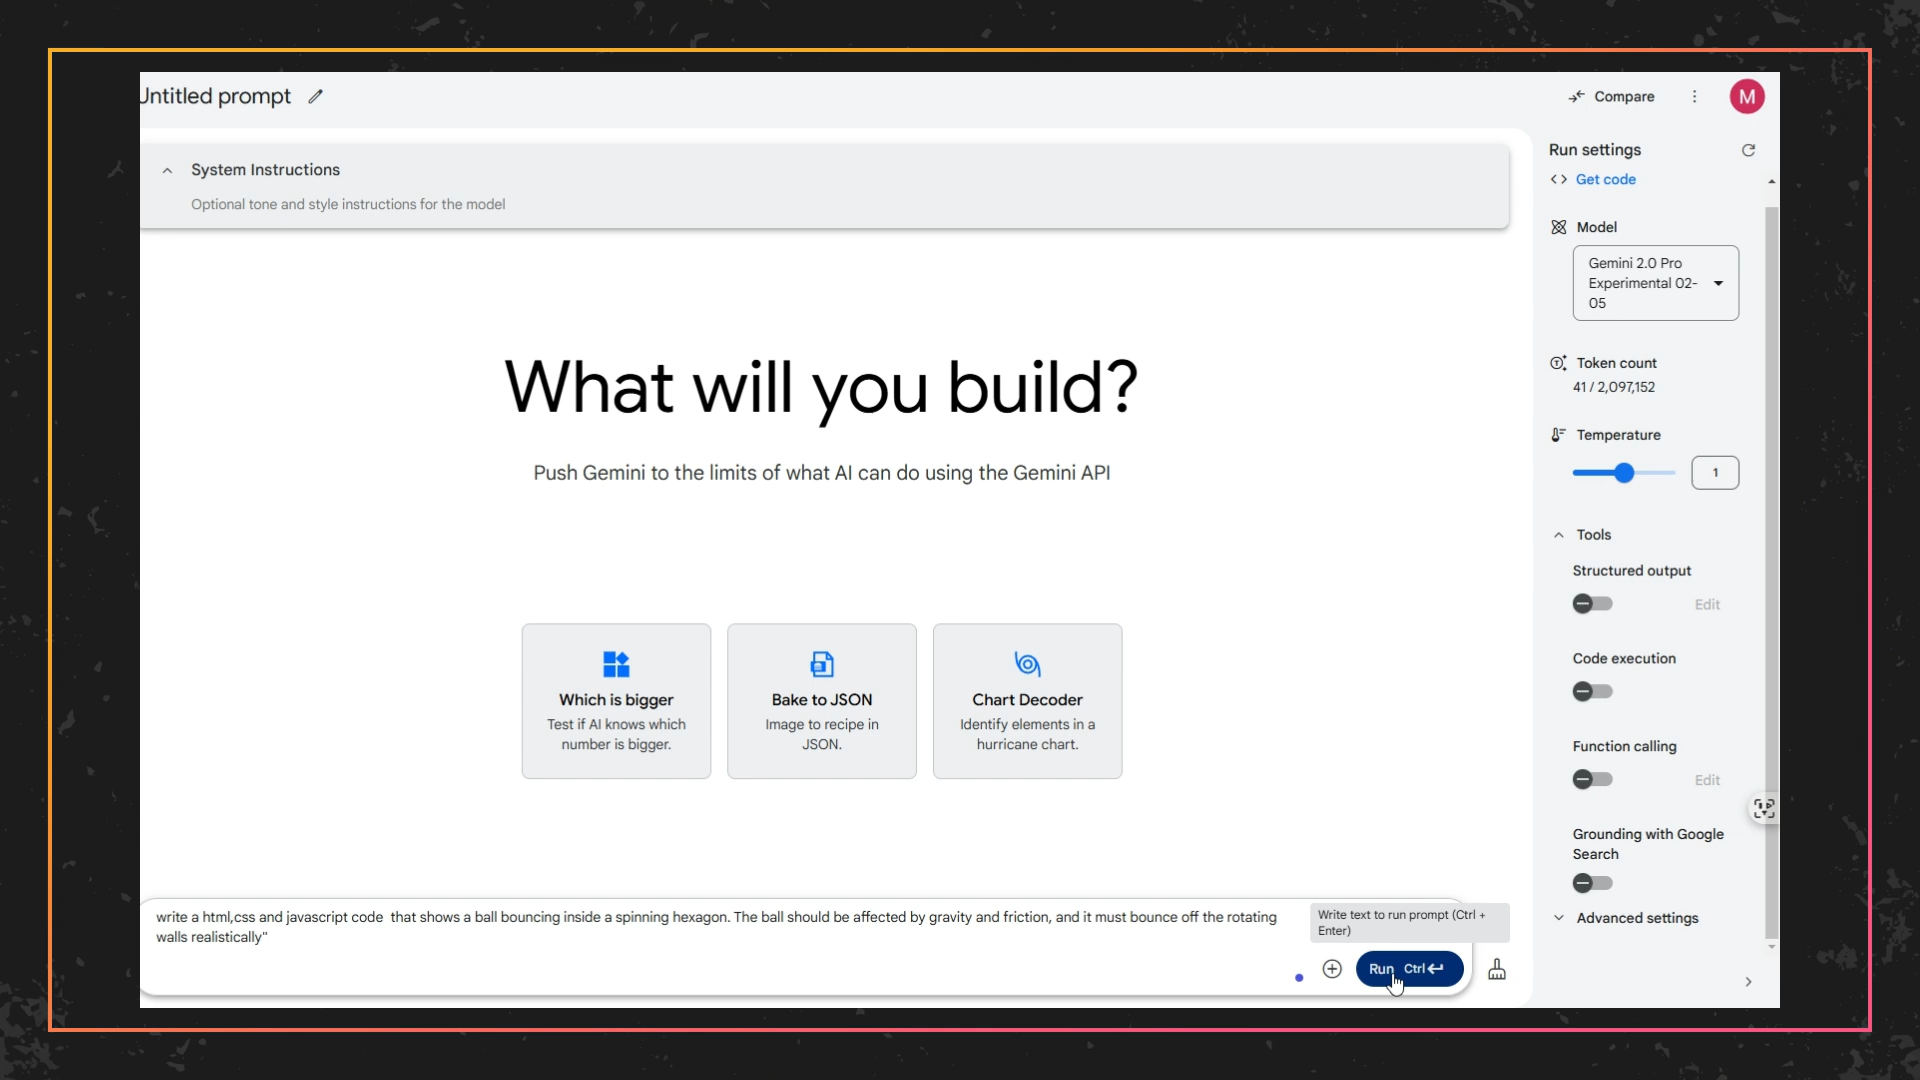 Untitled prompt
Compare
M
System Instructions
Optional tone and style instructions for the model
What will you build?
Push Gemini to the limits of what AI can do using the Gemini API
Which is bigger
Test if AI knows which
number is bigger.
Bake to JSON
Image to recipe in
JSON.
Chart Decoder
Identify elements in a
hurricane chart.
write a html,css and javascript code  that shows a ball bouncing inside a spinning hexagon. The ball should be affected by gravity and friction, and it must bounce off the rotating
walls realistically"
Write text to run prompt (Ctrl +
Enter)
Run Ctrl
Run settings
Get code
Model
Gemini 2.0 Pro
Experimental 02-
05
Token count
41 / 2,097,152
Temperature
1
Tools
Structured output
Edit
Code execution
Function calling
Edit
Grounding with Google
Search
Advanced settings